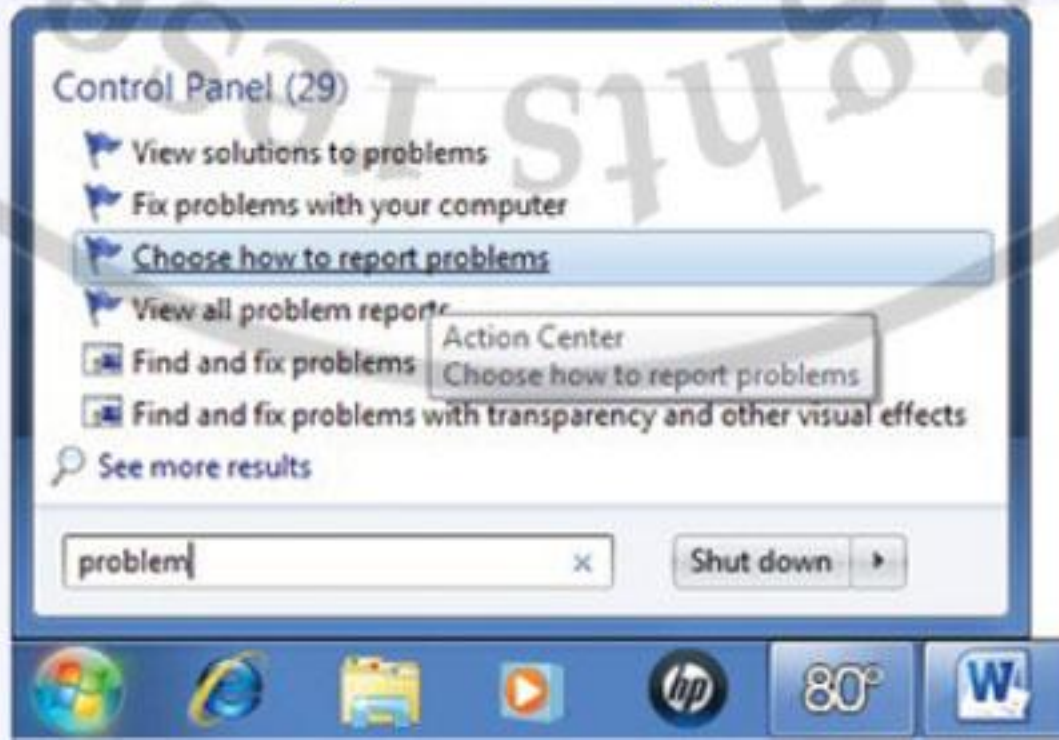 Control Panel (29)
View solutions to problems
Fix problems with your computer
Choose how to report problems
View all problem reports
Action Center
Choose how to report problems
Find and fix problems
Find and fix problems with transparency and other visual effects
See more results
problem
Shut down
hp
80°
W